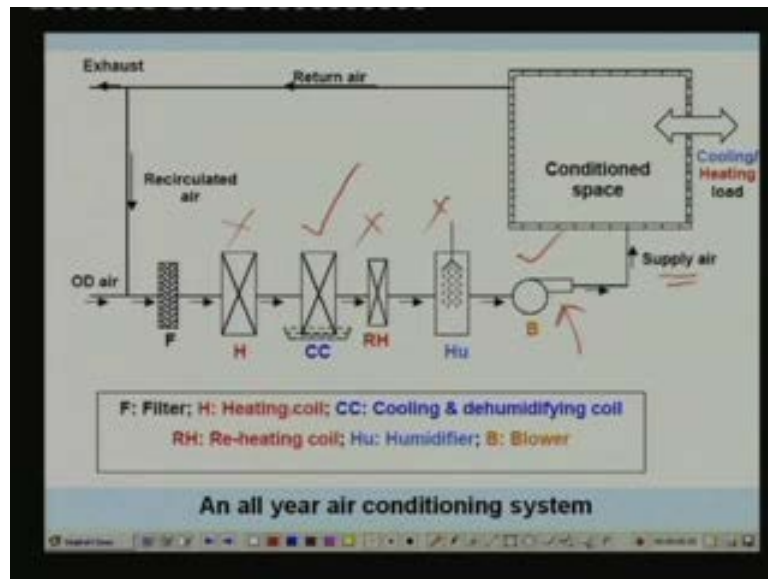 Exhaust
Return air
Conditioned
space
Cooling/
Heating
load
Recirculated
air
OD air
Supply air
F
H
CC
RH
Hu
B
F: Filter; H: Heating coil; CC: Cooling & dehumidifying coil
RH: Re-heating coil; Hu: Humidifier; B: Blower
An all year air conditioning system